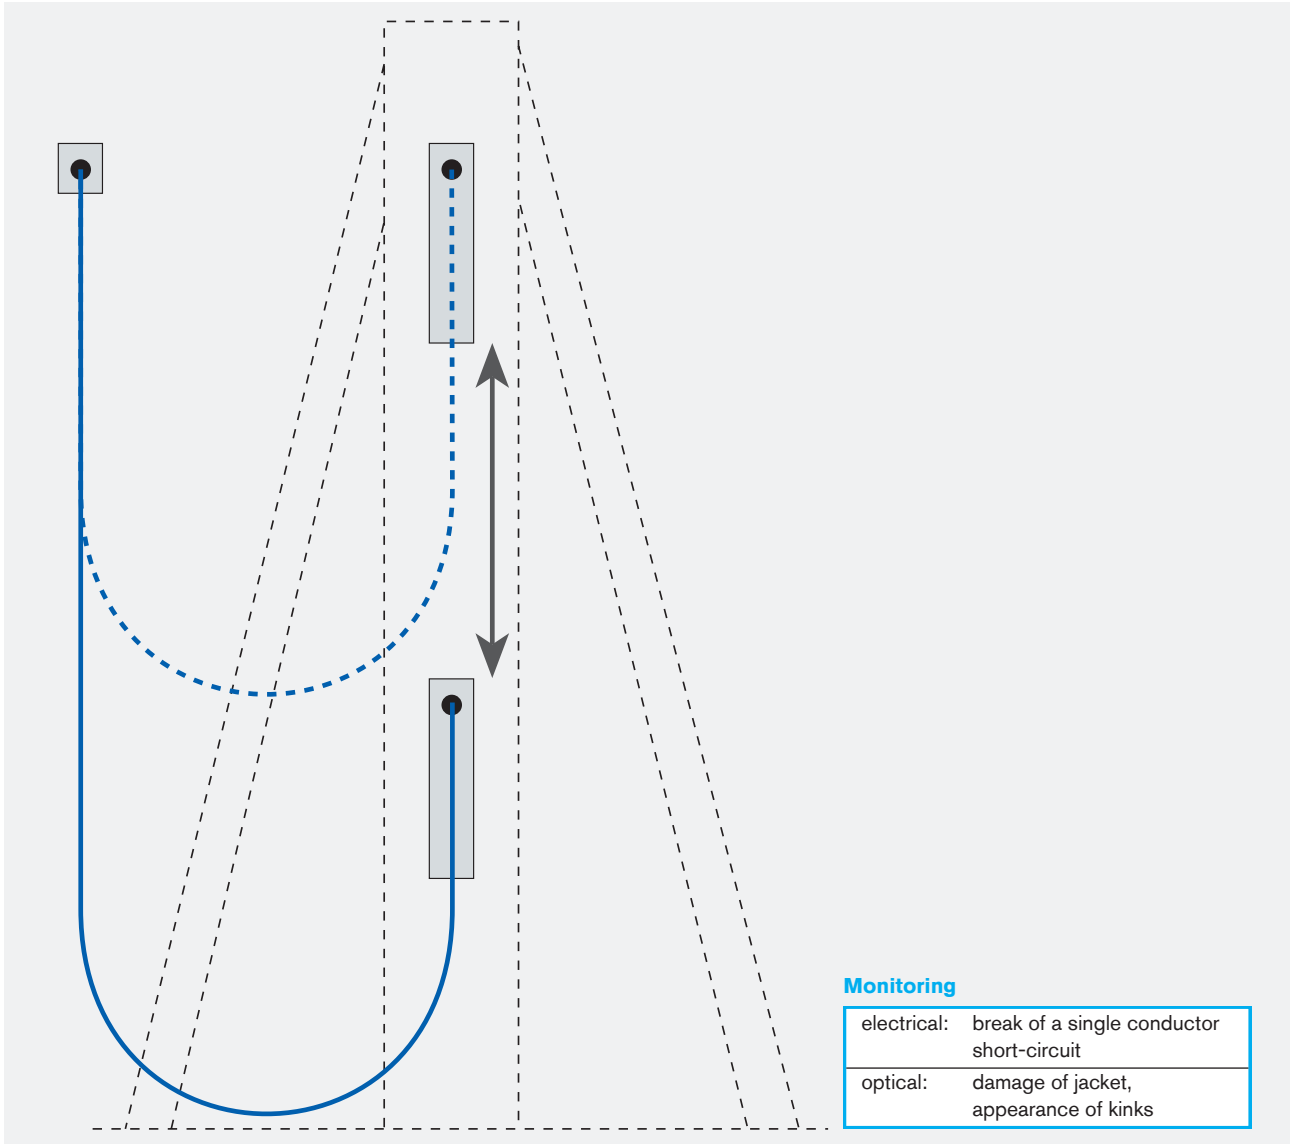 Monitoring
electrical: break of a single conductor
short-circuit
optical: damage of jacket,
appearance of kinks